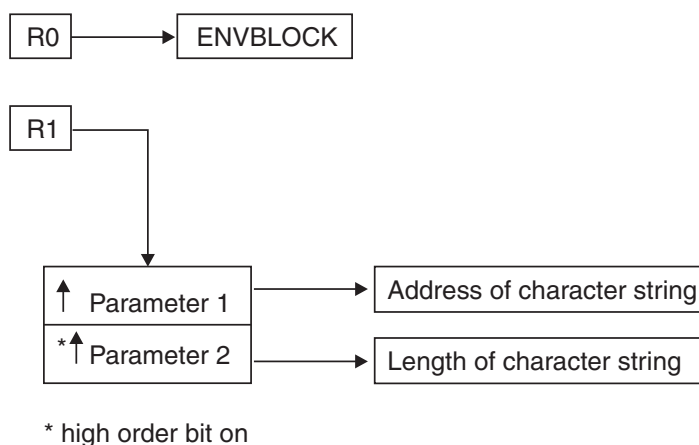 R0
ENVBLOCK
R1
Parameter 1
Address of character string
* Parameter 2
Length of character string
* high order bit on